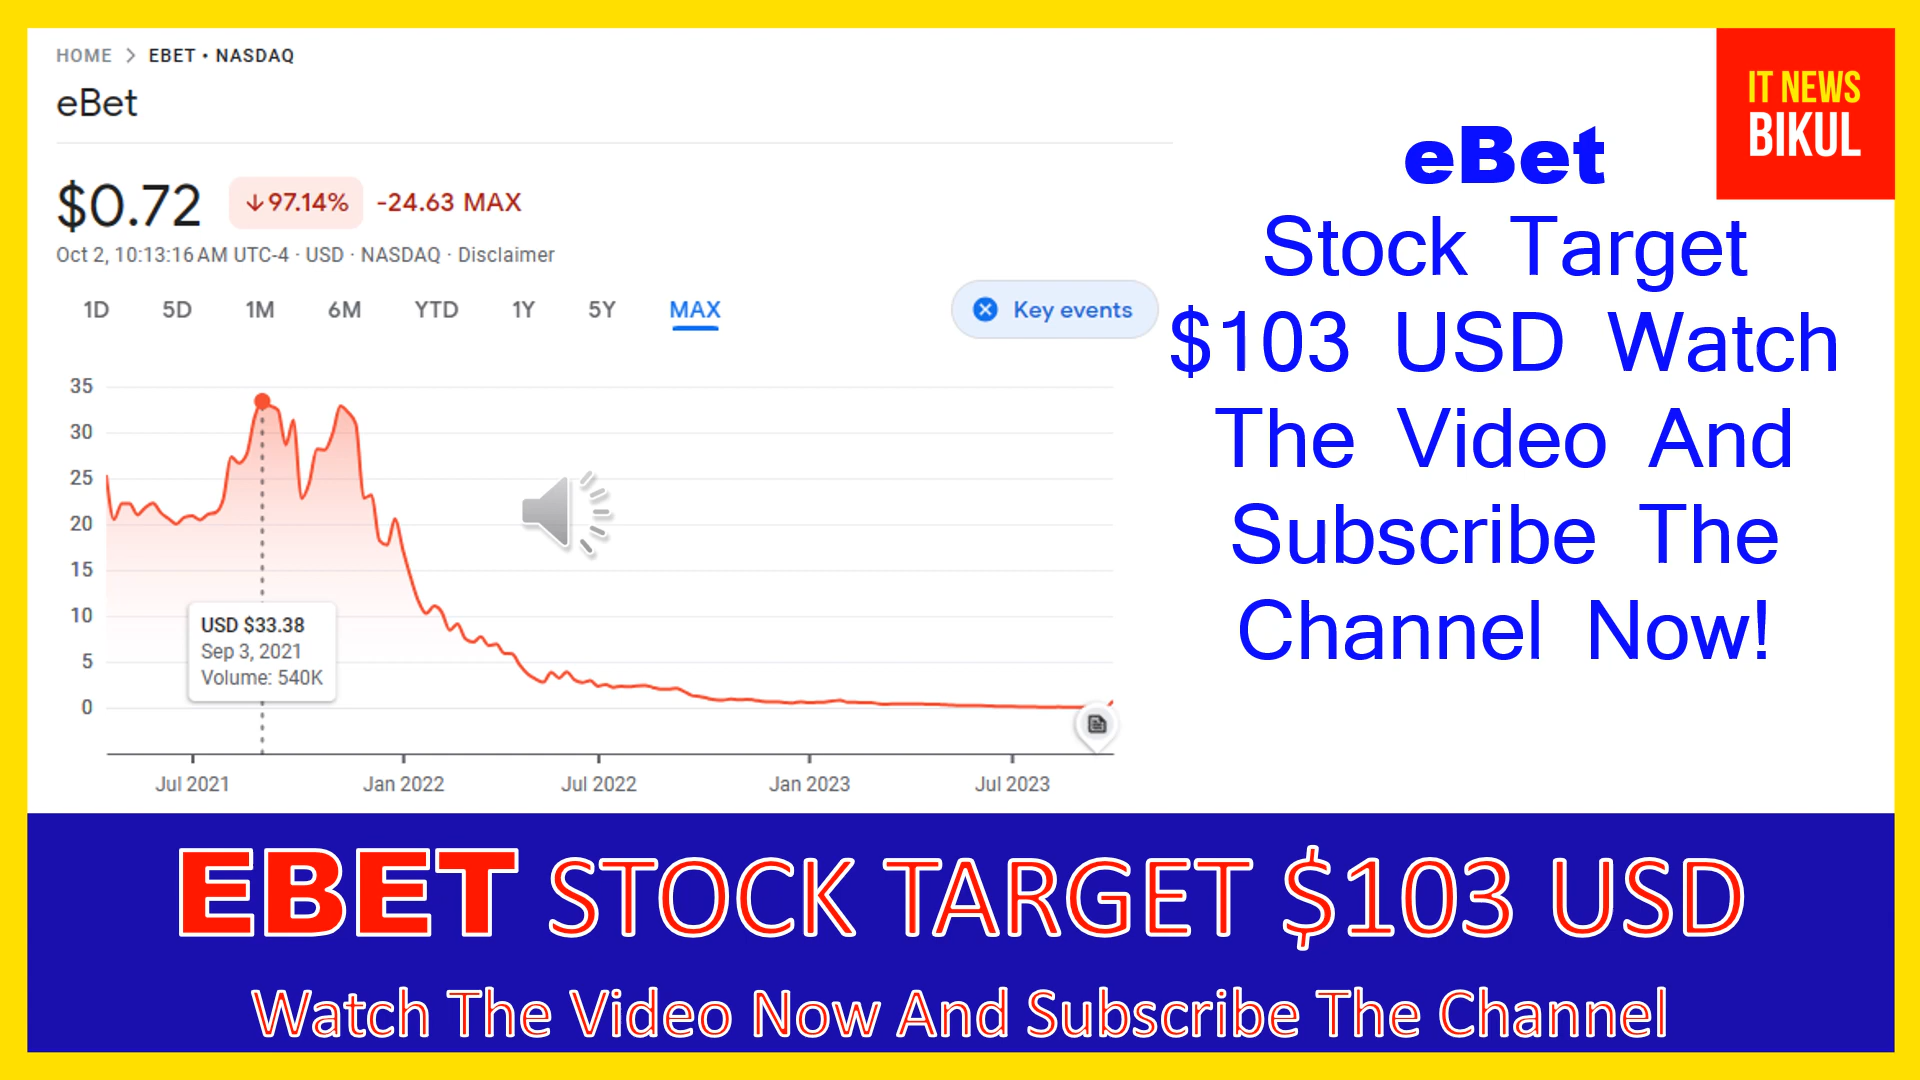 HOME > EBET • NASDAQ
eBet
$0.72 ↓97.14% -24.63 MAX
Oct 2, 10:13:16 AM UTC-4 · USD · NASDAQ · Disclaimer
1D 5D 1M 6M YTD 1Y 5Y MAX
Key events
35
30
25
20
15
10
5
0
USD $33.38
Sep 3, 2021
Volume: 540K
Jul 2021 Jan 2022 Jul 2022 Jan 2023 Jul 2023
IT NEWS
BIKUL
eBet
Stock Target
$103 USD Watch
The Video And
Subscribe The
Channel Now!
EBET STOCK TARGET $103 USD
Watch The Video Now And Subscribe The Channel